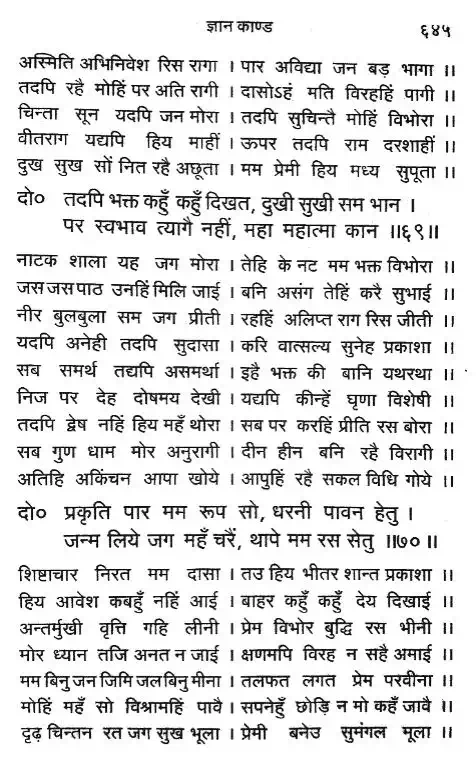 ज्ञान काण्ड ६४५
अस्मिति अभिनिवेश रिस रागा । पार अविद्या जन बड़ भागा ॥
तदपि रहै मोहिं पर अति रागी । दासोऽहं मति विरहहिं पागी ॥
चिन्ता सून यदपि जन मोरा । तदपि सुचिन्तै मोहिं विभोरा ॥
वीतराग यद्यपि हिय माहीं । ऊपर तदपि राम दरशाहीं ॥
दुख सुख सों नित रहै अछूता । मम प्रेमी हिय मध्य सुपूता ॥
दो० तदपि भक्त कहुँ कहुँ दिखत, दुखी सुखी सम भान ।
पर स्वभाव त्यागै नहीं, महा महात्मा कान ॥६९॥
नाटक शाला यह जग मोरा । तेहि के नट मम भक्त विभोरा ॥
जस जस पाठ उनहिं मिलि जाई । बनि असंग तेहिं करै सुभाई ॥
नीर बुलबुला सम जग प्रीती । रहहिं अलिप्त राग रिस जीती ॥
यदपि अनेही तदपि सुदासा । करि वात्सल्य सुनेह प्रकाशा ॥
सब समर्थ तद्यपि असमर्था । इहै भक्त की बानि यथरथा ॥
निज पर देह दोषमय देखी । यद्यपि कीन्हें घृणा विशेषी ॥
तदपि द्वेष नहिं हिय महँ थोरा । सब पर करहिं प्रीति रस बोरा ॥
सब गुण धाम मोर अनुरागी । दीन हीन बनि रहै विरागी ॥
अतिहि अकिंचन आपा खोये । आपुहिं रहै सकल विधि गोये ॥
दो० प्रकृति पार मम रूप सो, धरनी पावन हेतु ।
जन्म लिये जग महँ चरैं, थापे मम रस सेतु ॥७०॥
शिष्टाचार निरत मम दासा । तउ हिय भीतर शान्त प्रकाशा ॥
हिय आवेश कबहुँ नहिं आई । बाहर कहुँ कहुँ देय दिखाई ॥
अन्तर्मुखी वृत्ति गहि लीनी । प्रेम विभोर बुद्धि रस भीनी ॥
मोर ध्यान तजि अनत न जाई । क्षणमपि विरह न सहै अमाई ॥
मम बिनु जन जिमि जल बिनु मीना । तलफत लगत प्रेम परवीना ॥
मोहिं महँ सो विश्रामहिं पावै । सपनेहुँ छोड़ि न मो कहँ जावै ॥
दृढ़ चिन्तन रत जग सुख भूला । प्रेमी बनेउ सुमंगल मूला ॥